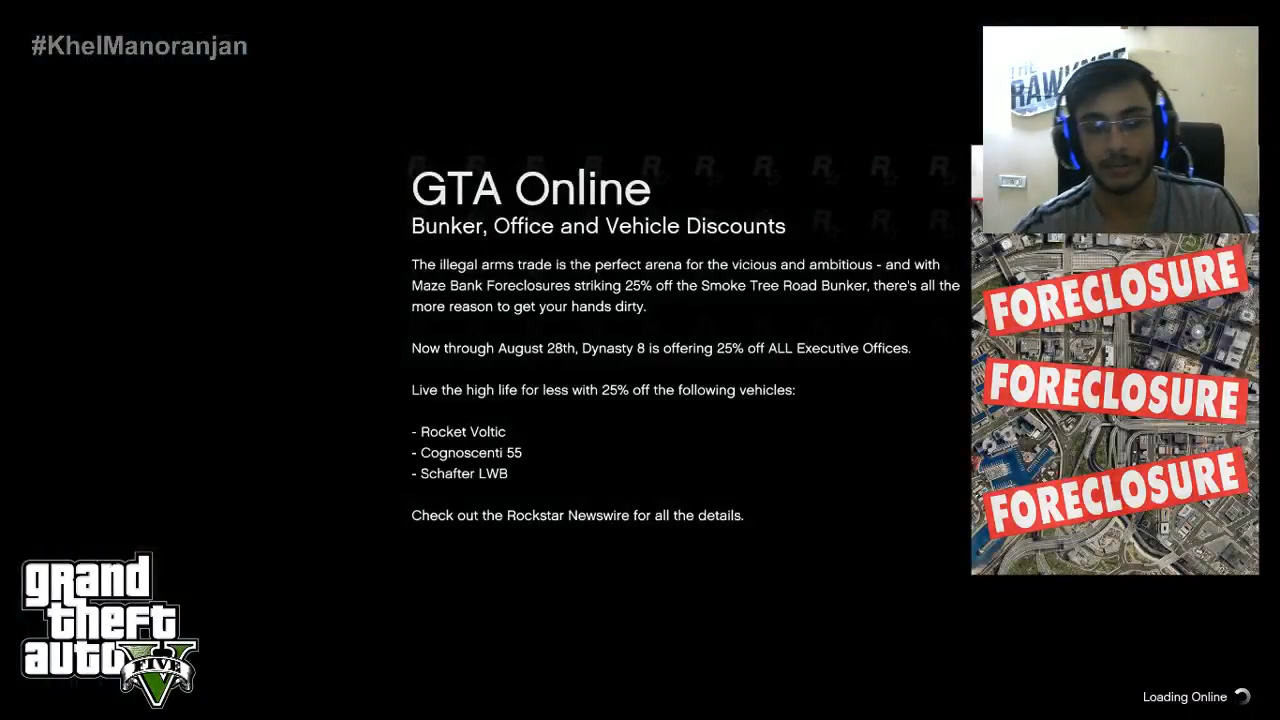 #KhelManoranjan
THE
RAWKNEE
GTA Online
Bunker, Office and Vehicle Discounts
The illegal arms trade is the perfect arena for the vicious and ambitious - and with
Maze Bank Foreclosures striking 25% off the Smoke Tree Road Bunker, there's all the
more reason to get your hands dirty.
Now through August 28th, Dynasty 8 is offering 25% off ALL Executive Offices.
Live the high life for less with 25% off the following vehicles:
- Rocket Voltic
- Cognoscenti 55
- Schafter LWB
Check out the Rockstar Newswire for all the details.
FORECLOSURE
FORECLOSURE
FORECLOSURE
grand
theft
auto V
FIVE
Loading Online